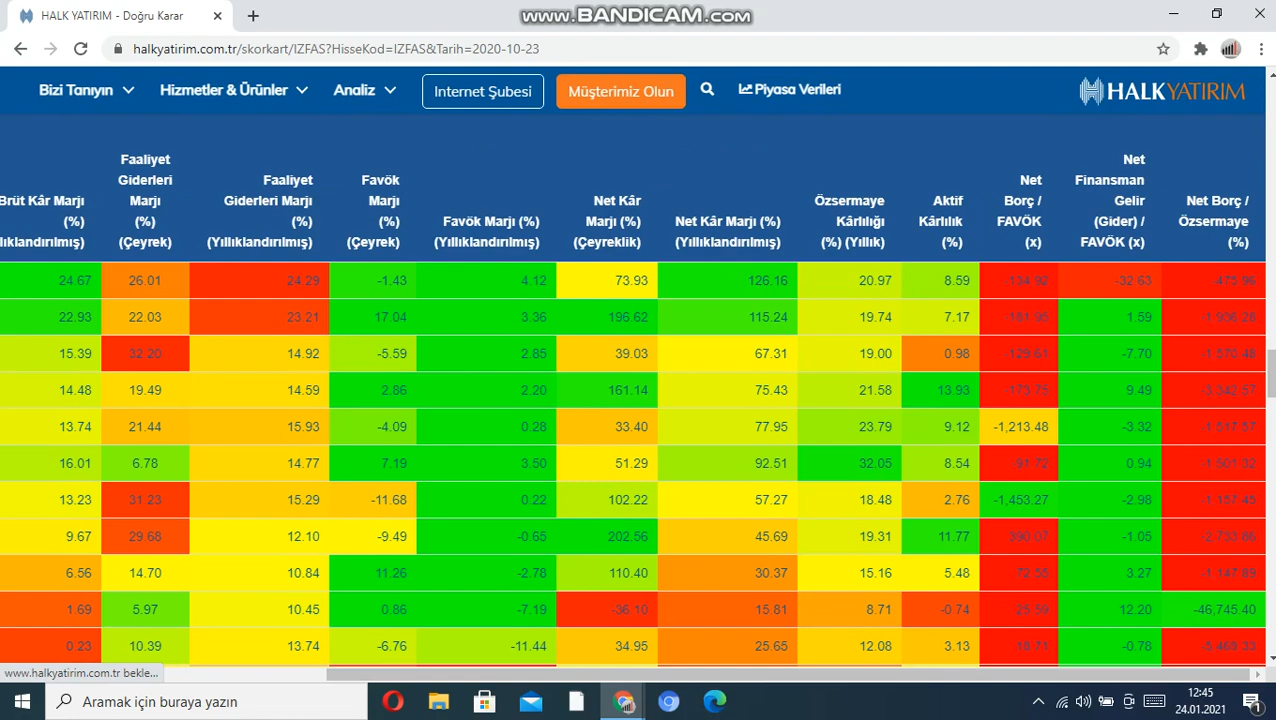 HALK YATIRIM - Doğru Karar
www.BANDICAM.com
halkyatirim.com.tr/skorkart/IZFAS?HisseKod=IZFAS&Tarih=2020-10-23
Bizi Tanıyın Hizmetler & Ürünler Analiz Internet Şubesi Müşterimiz Olun Piyasa Verileri HALKYATIRIM
Brüt Kâr Marjı (%) (Yıllıklandırılmış)
Faaliyet Giderleri Marjı (%) (Çeyrek)
Faaliyet Giderleri Marjı (%) (Yıllıklandırılmış)
Favök Marjı (%) (Çeyrek)
Favök Marjı (%) (Yıllıklandırılmış)
Net Kâr Marjı (%) (Çeyreklik)
Net Kâr Marjı (%) (Yıllıklandırılmış)
Özsermaye Kârlılığı (%) (Yıllık)
Aktif Kârlılık (%)
Net Borç / FAVÖK (x)
Net Finansman Gelir (Gider) / FAVÖK (x)
Net Borç / Özsermaye (%)
24.67 26.01 24.29 -1.43 4.12 73.93 126.16 20.97 8.59 -134.92 -32.63 -475.96
22.93 22.03 23.21 17.04 3.36 196.62 115.24 19.74 7.17 -181.95 1.59
15.39 32.20 14.92 -5.59 2.85 39.03 67.31 19.00 0.98 -129.61 -7.70 -1,570.48
14.48 19.49 14.59 2.86 2.20 161.14 75.43 21.58 13.93 -173.75 9.49 -3,342.57
13.74 21.44 15.93 -4.09 0.28 33.40 77.95 23.79 9.12 -1,213.48 -3.32 -1,517.57
16.01 6.78 14.77 7.19 3.50 51.29 92.51 32.05 8.54 -91.72 0.94 -1,501.32
13.23 31.23 15.29 -11.68 0.22 102.22 57.27 18.48 2.76 -1,453.27 -2.98 -1,157.45
9.67 29.68 12.10 -9.49 -0.65 202.56 45.69 19.31 11.77 390.07 -1.05 -2,733.86
6.56 14.70 10.84 11.26 -2.78 110.40 30.37 15.16 5.48 72.55 3.27 -1,147.89
1.69 5.97 10.45 0.86 -7.19 -36.10 15.81 8.71 -0.74 25.59 12.20 -46,745.40
0.23 10.39 13.74 -6.76 -11.44 34.95 25.65 12.08 3.13 18.71 -0.78 -5,469.33
www.halkyatirim.com.tr bekle...
Aramak için buraya yazın
12:45
24.01.2021
1